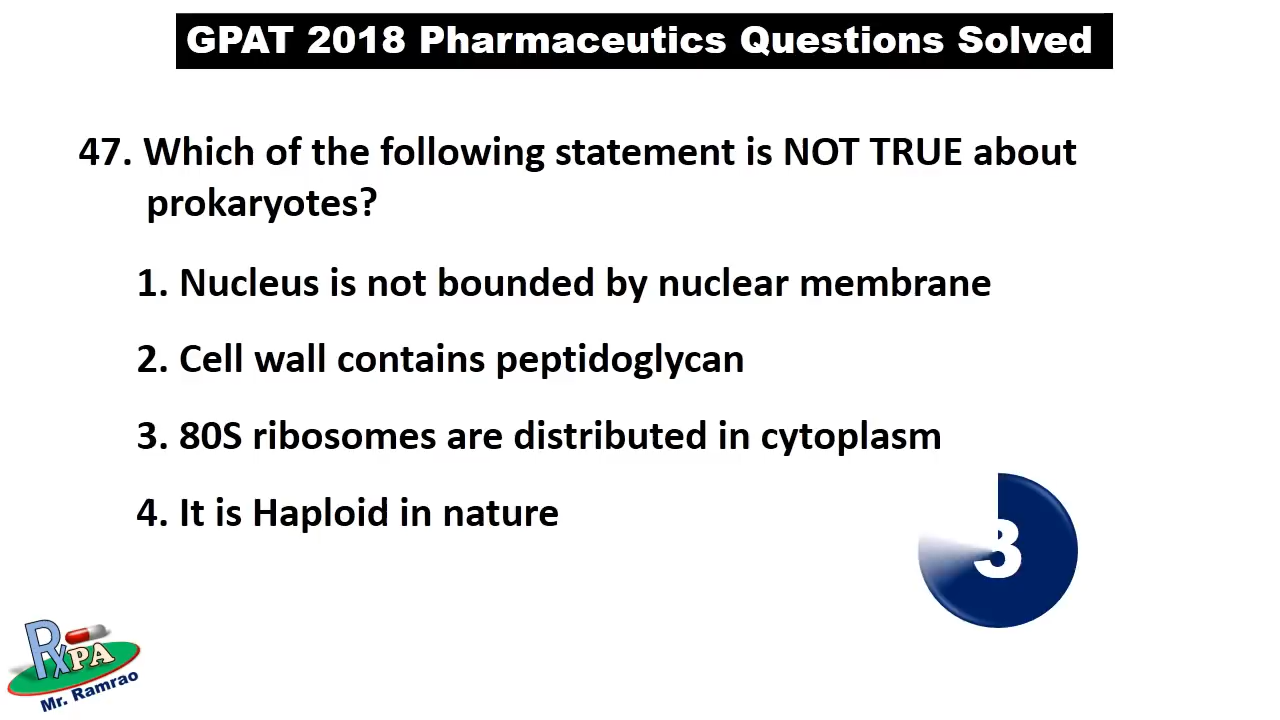 GPAT 2018 Pharmaceutics Questions Solved
47. Which of the following statement is NOT TRUE about
prokaryotes?
1. Nucleus is not bounded by nuclear membrane
2. Cell wall contains peptidoglycan
3. 80S ribosomes are distributed in cytoplasm
4. It is Haploid in nature
3
RxPA
Mr. Ramrao